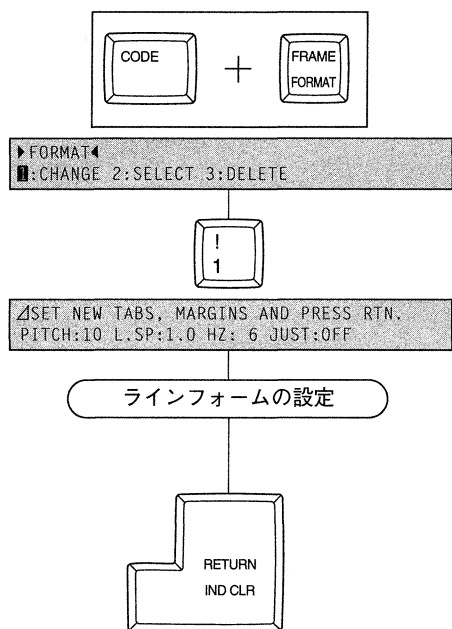 CODE
+
FRAME
FORMAT
▶FORMAT◀
1:CHANGE 2:SELECT 3:DELETE
!
1
⊿SET NEW TABS, MARGINS AND PRESS RTN.
PITCH:10 L.SP:1.0 HZ: 6 JUST:OFF
ラインフォームの設定
RETURN
IND CLR